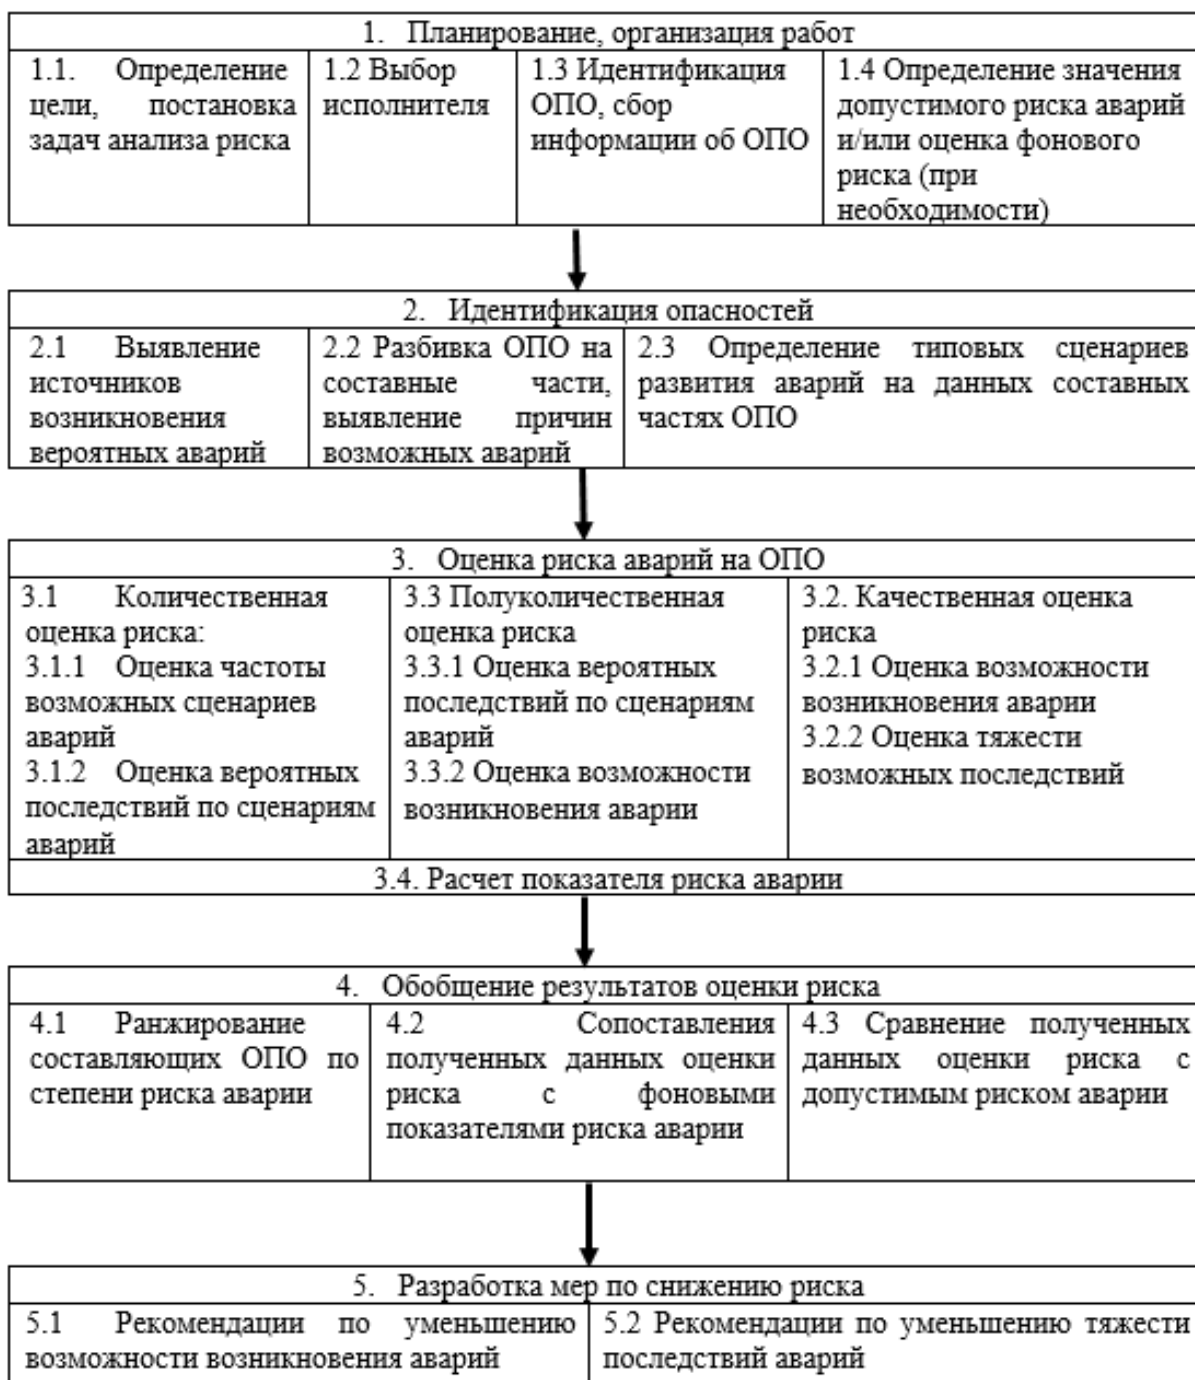 1. Планирование, организация работ
1.1. Определение
цели, постановка
задач анализа риска
1.2 Выбор
исполнителя
1.3 Идентификация
ОПО, сбор
информации об ОПО
1.4 Определение значения
допустимого риска аварий
и/или оценка фонового
риска (при
необходимости)
2. Идентификация опасностей
2.1 Выявление
источников
возникновения
вероятных аварий
2.2 Разбивка ОПО на
составные части,
выявление причин
возможных аварий
2.3 Определение типовых сценариев
развития аварий на данных составных
частях ОПО
3. Оценка риска аварий на ОПО
3.1 Количественная
оценка риска:
3.1.1 Оценка частоты
возможных сценариев
аварий
3.1.2 Оценка вероятных
последствий по сценариям
аварий
3.3 Полуколичественная
оценка риска
3.3.1 Оценка вероятных
последствий по сценариям
аварий
3.3.2 Оценка возможности
возникновения аварии
3.2. Качественная оценка
риска
3.2.1 Оценка возможности
возникновения аварии
3.2.2 Оценка тяжести
возможных последствий
3.4. Расчет показателя риска аварии
4. Обобщение результатов оценки риска
4.1 Ранжирование
составляющих ОПО по
степени риска аварии
4.2 Сопоставления
полученных данных оценки
риска с фоновыми
показателями риска аварии
4.3 Сравнение полученных
данных оценки риска с
допустимым риском аварии
5. Разработка мер по снижению риска
5.1 Рекомендации по уменьшению
возможности возникновения аварий
5.2 Рекомендации по уменьшению тяжести
последствий аварий